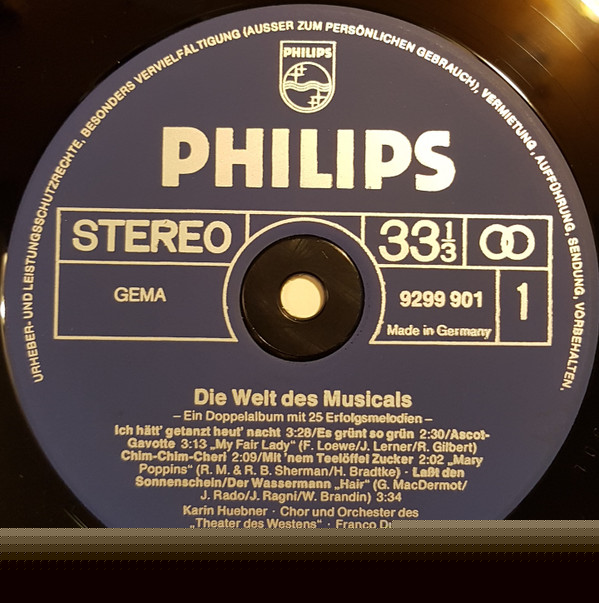 URHEBER- UND LEISTUNGSSCHUTZRECHTE, BESONDERS VERVIELFÄLTIGUNG (AUSSER ZUM PERSÖNLICHEN GEBRAUCH), VERMIETUNG, AUFFÜHRUNG, SENDUNG, VORBEHALTEN.
PHILIPS
PHILIPS
STEREO 33 1/3
GEMA 9299 901 1
Made in Germany
Die Welt des Musicals
– Ein Doppelalbum mit 25 Erfolgsmelodien –
Ich hätt' getanzt heut' nacht 3:28/Es grünt so grün 2:30/Ascot-
Gavotte 3:13 „My Fair Lady“ (F. Loewe/J. Lerner/R. Gilbert)
Chim-Chim-Cheri 2:09/Mit 'nem Teelöffel Zucker 2:02 „Mary
Poppins“ (R. M. & R. B. Sherman/H. Bradtke) · Laßt den
Sonnenschein/Der Wassermann „Hair“ (G. MacDermot/
J. Rado/J. Ragni/W. Brandin) 3:34
Karin Huebner · Chor und Orchester des
„Theater des Westens“ · Franco